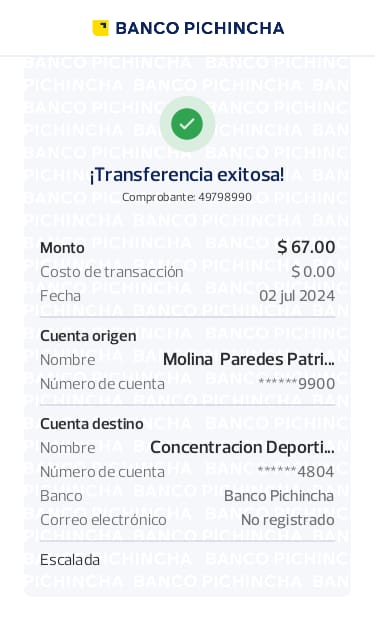 BANCO PICHINCHA
¡Transferencia exitosa!
Comprobante: 49798990
Monto $ 67.00
Costo de transacción $ 0.00
Fecha 02 jul 2024
Cuenta origen
Nombre Molina Paredes Patri...
Número de cuenta ******9900
Cuenta destino
Nombre Concentracion Deporti...
Número de cuenta ******4804
Banco Banco Pichincha
Correo electrónico No registrado
Escalada